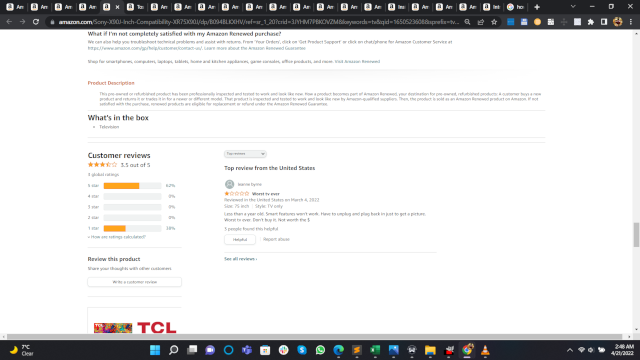 amazon.com/Sony-X90J-Inch-Compatibility-XR75X90J/dp/B094BLJDHV/ref=sr_1_20?crid=3JYHM7P8KIVZM&keywords=tv&qid=1650523608&sprefix=tv...
What if I'm not completely satisfied with my Amazon Renewed purchase?
We can also help you troubleshoot technical problems and assist with returns. From 'Your Orders', click on 'Get Product Support' or click on chat/phone for Amazon Customer Service at
https://www.amazon.com/gp/help/customer/contact-us/. Learn more about the Amazon Renewed Guarantee
Shop for smartphones, computers, laptops, tablets, home and kitchen appliances, game consoles, office products, and more: Visit Amazon Renewed
Product Description
This pre-owned or refurbished product has been professionally inspected and tested to work and look like new. How a product becomes part of Amazon Renewed, your destination for pre-owned, refurbished products: A customer buys a new
product and returns it or trades it in for a newer or different model. That product is inspected and tested to work and look like new by Amazon-qualified suppliers. Then, the product is sold as an Amazon Renewed product on Amazon. If not
satisfied with the purchase, renewed products are eligible for replacement or refund under the Amazon Renewed Guarantee.
What's in the box
• Television
Customer reviews
3.5 out of 5
5 global ratings
5 star 62%
4 star 0%
3 star 0%
2 star 0%
1 star 38%
How are ratings calculated?
Review this product
Share your thoughts with other customers
Write a customer review
TCL
Top reviews
Top review from the United States
leanne byrne
Worst tv ever
Reviewed in the United States on March 4, 2022
Size: 75 Inch Style: TV only
Less than a year old. Smart features won't work. Have to unplug and plug back in just to get a picture.
Worst tv ever. Don't buy it. Not worth the $
3 people found this helpful
Helpful
Report abuse
See all reviews ›
7°C
Clear
2:48 AM
4/21/2022